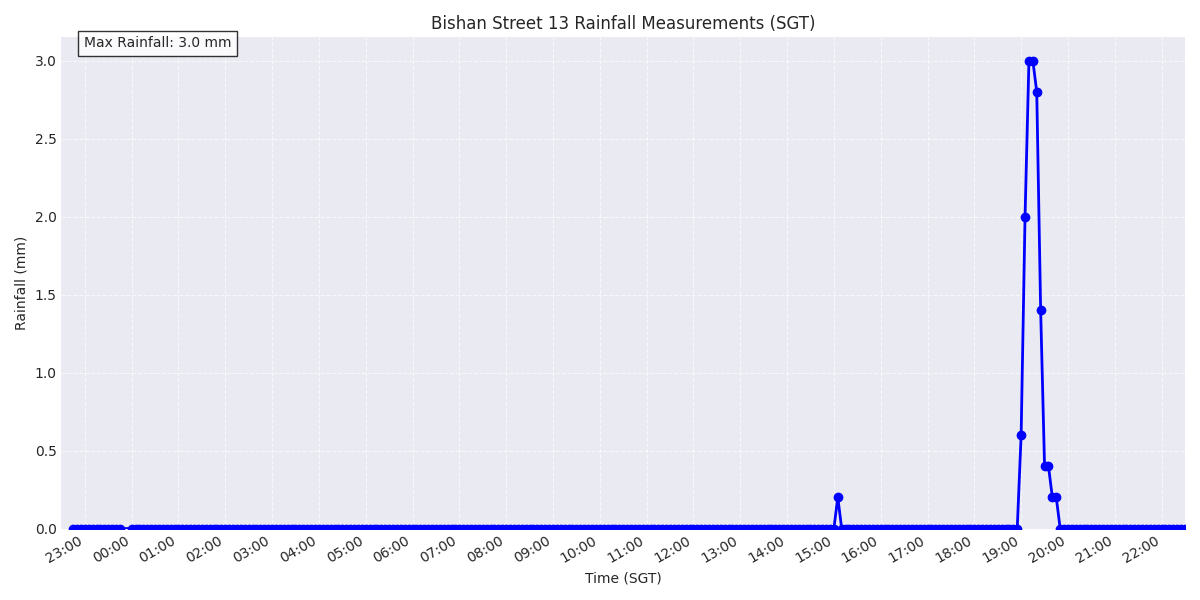 Bishan Street 13 Rainfall Measurements (SGT)
Max Rainfall: 3.0 mm
3.0
2.5
2.0
1.5
1.0
0.5
0.0
Rainfall (mm)
23:00 00:00 01:00 02:00 03:00 04:00 05:00 06:00 07:00 08:00 09:00 10:00 11:00 12:00 13:00 14:00 15:00 16:00 17:00 18:00 19:00 20:00 21:00 22:00
Time (SGT)